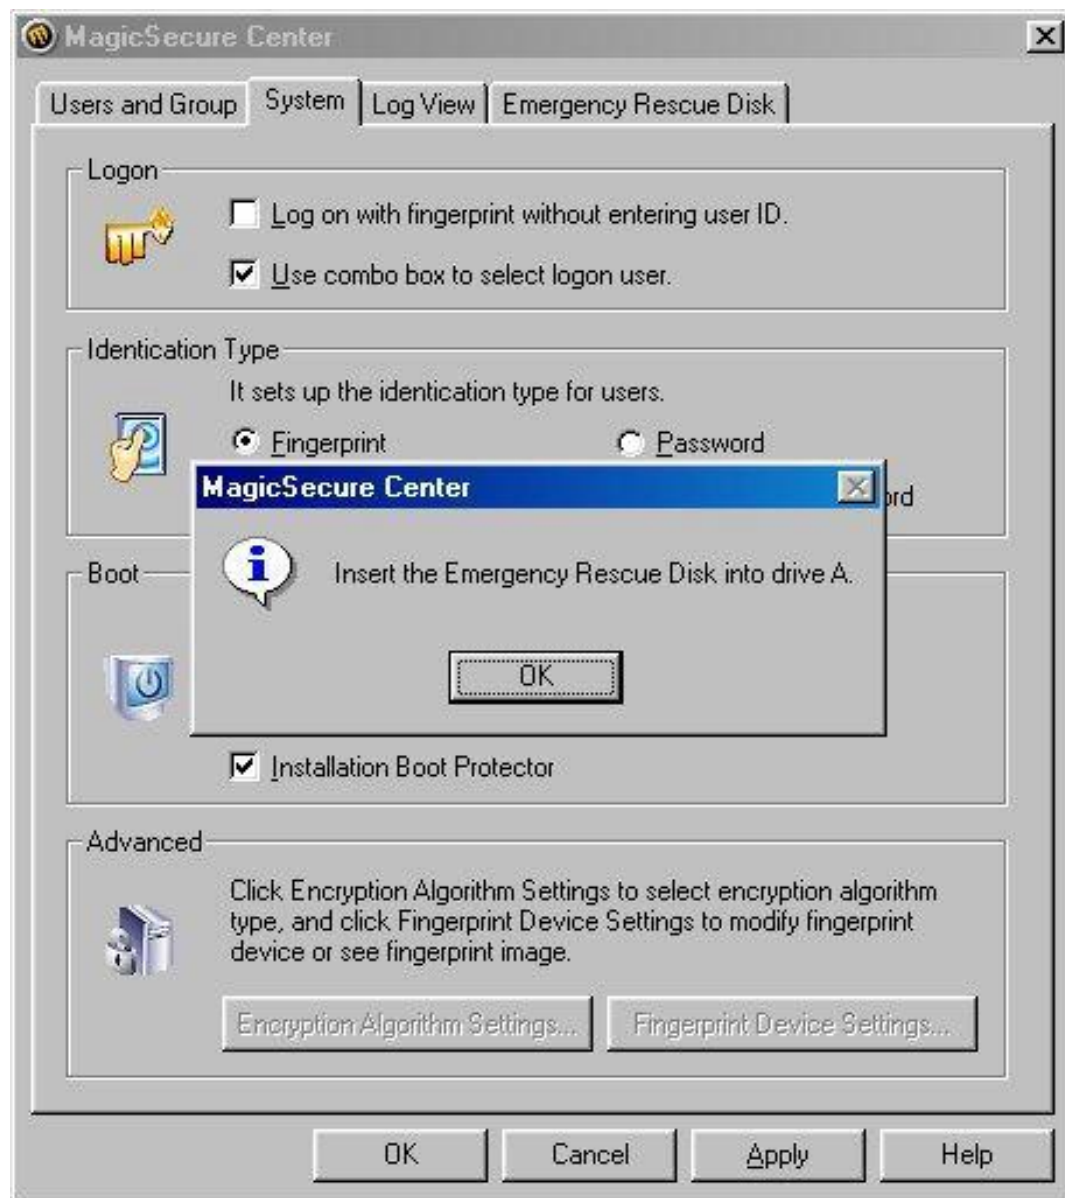 MagicSecure Center
Users and Group System Log View Emergency Rescue Disk
Logon
Log on with fingerprint without entering user ID.
Use combo box to select logon user.
Identication Type
It sets up the identication type for users.
Fingerprint Password
MagicSecure Center
Insert the Emergency Rescue Disk into drive A.
OK
Boot
Installation Boot Protector
Advanced
Click Encryption Algorithm Settings to select encryption algorithm
type, and click Fingerprint Device Settings to modify fingerprint
device or see fingerprint image.
Encryption Algorithm Settings... Fingerprint Device Settings...
OK Cancel Apply Help